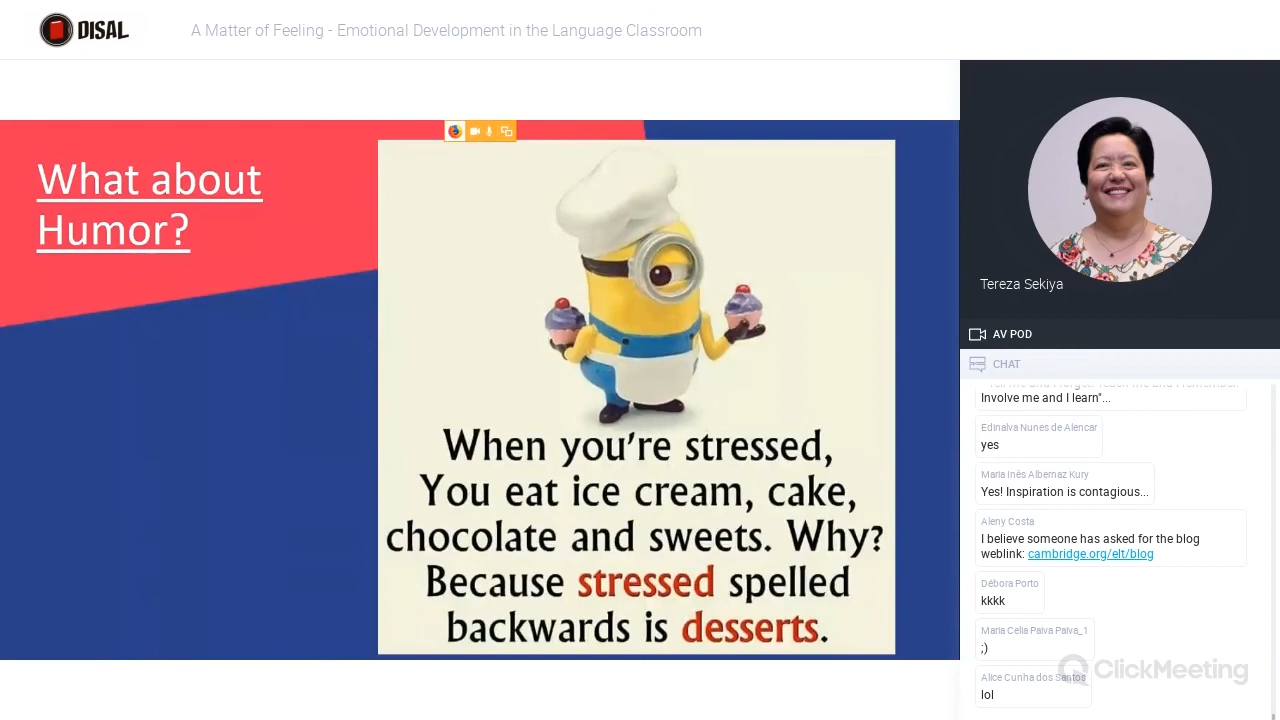 DISAL
A Matter of Feeling - Emotional Development in the Language Classroom
What about
Humor?
When you're stressed,
You eat ice cream, cake,
chocolate and sweets. Why?
Because stressed spelled
backwards is desserts.
Tereza Sekiya
AV POD
CHAT
Involve me and I learn"...
Edinalva Nunes de Alencar
yes
Maria Inês Albernaz Kury
Yes! Inspiration is contagious...
Aleny Costa
I believe someone has asked for the blog
weblink: cambridge.org/elt/blog
Débora Porto
kkkk
Maria Celia Paiva Paiva_1
;)
ClickMeeting
Alice Cunha dos Santos
lol